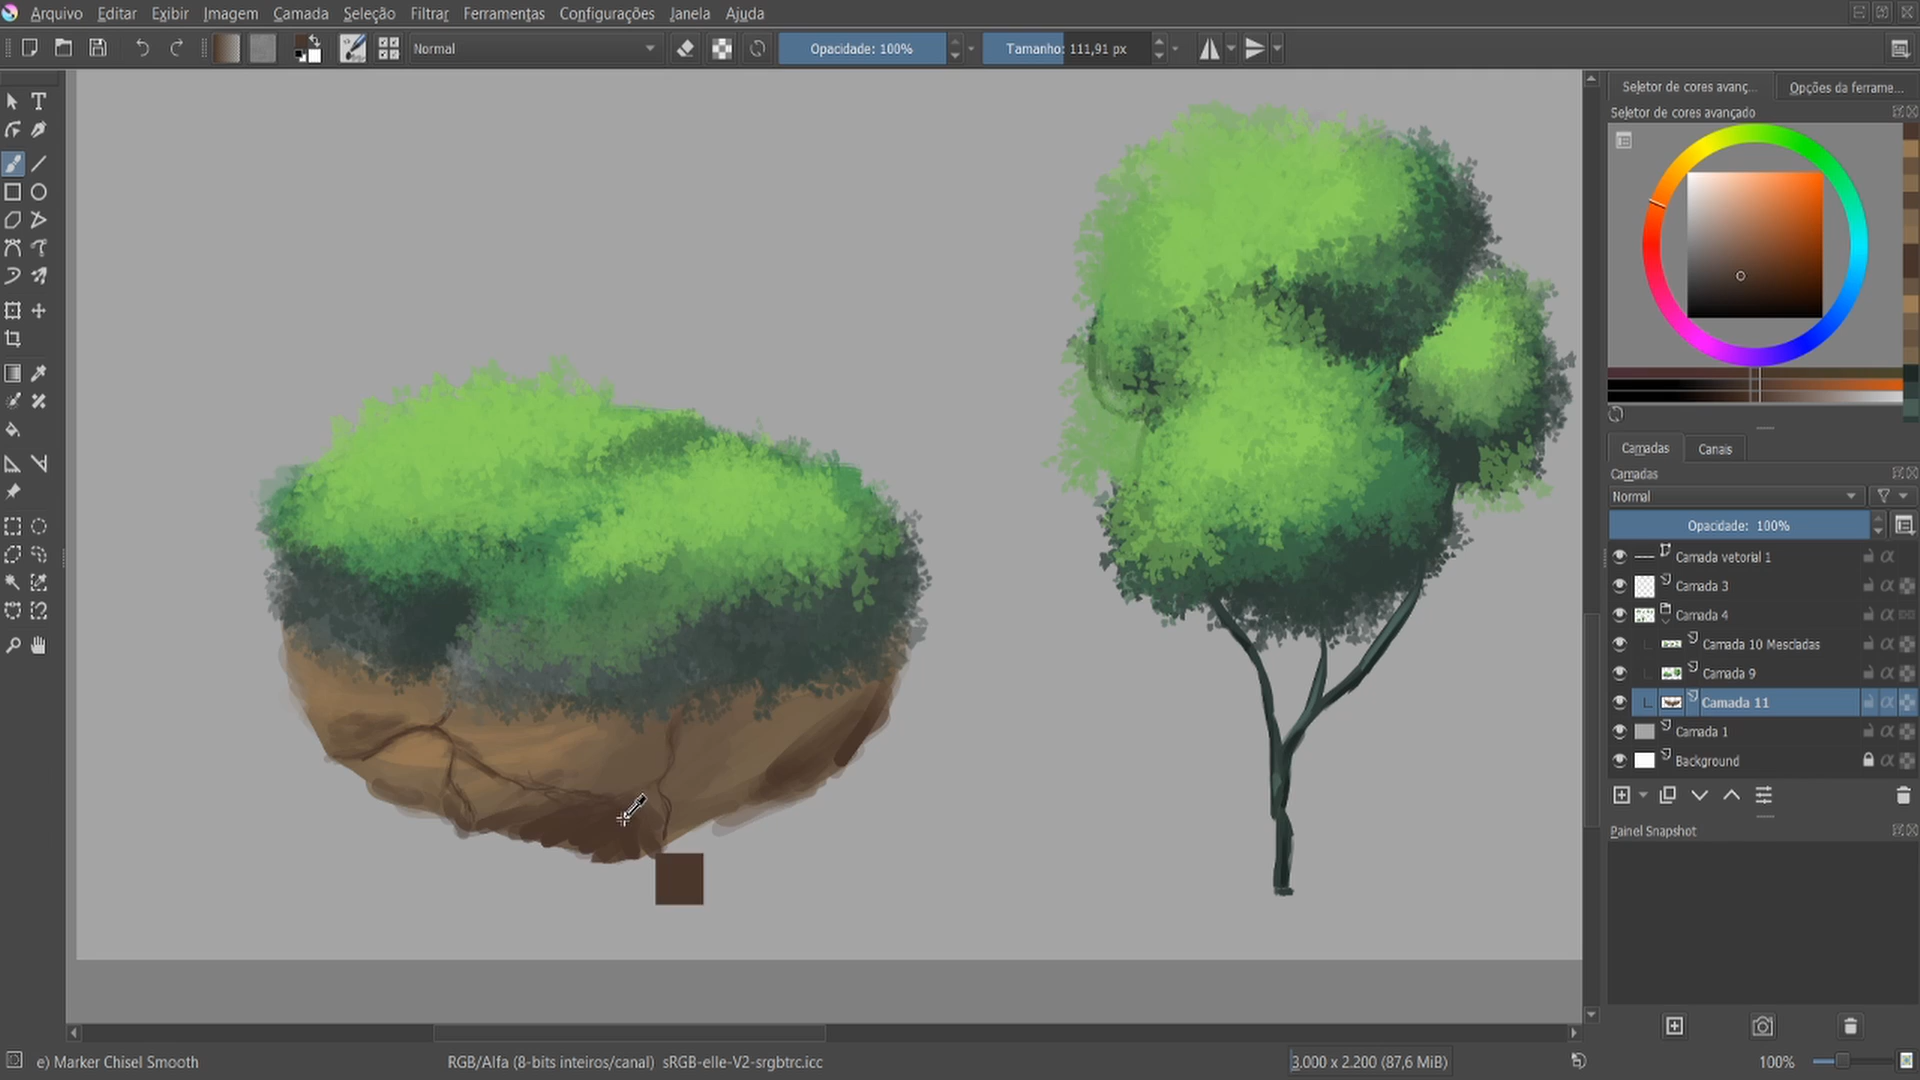 Arquivo Editar Exibir Imagem Camada Seleção Filtrar Ferramentas Configurações Janela Ajuda
Normal Opacidade: 100% Tamanho: 111,91 px
Seletor de cores avanç... Opções da ferrame...
Seletor de cores avançado
Camadas Canais
Camadas
Normal
Opacidade: 100%
Camada vetorial 1
Camada 3
Camada 4
Camada 10 Mescladas
Camada 9
Camada 11
Camada 1
Background
Painel Snapshot
e) Marker Chisel Smooth RGB/Alfa (8-bits inteiros/canal) sRGB-elle-V2-srgbtrc.icc 3.000 x 2.200 (87,6 MiB) 100%